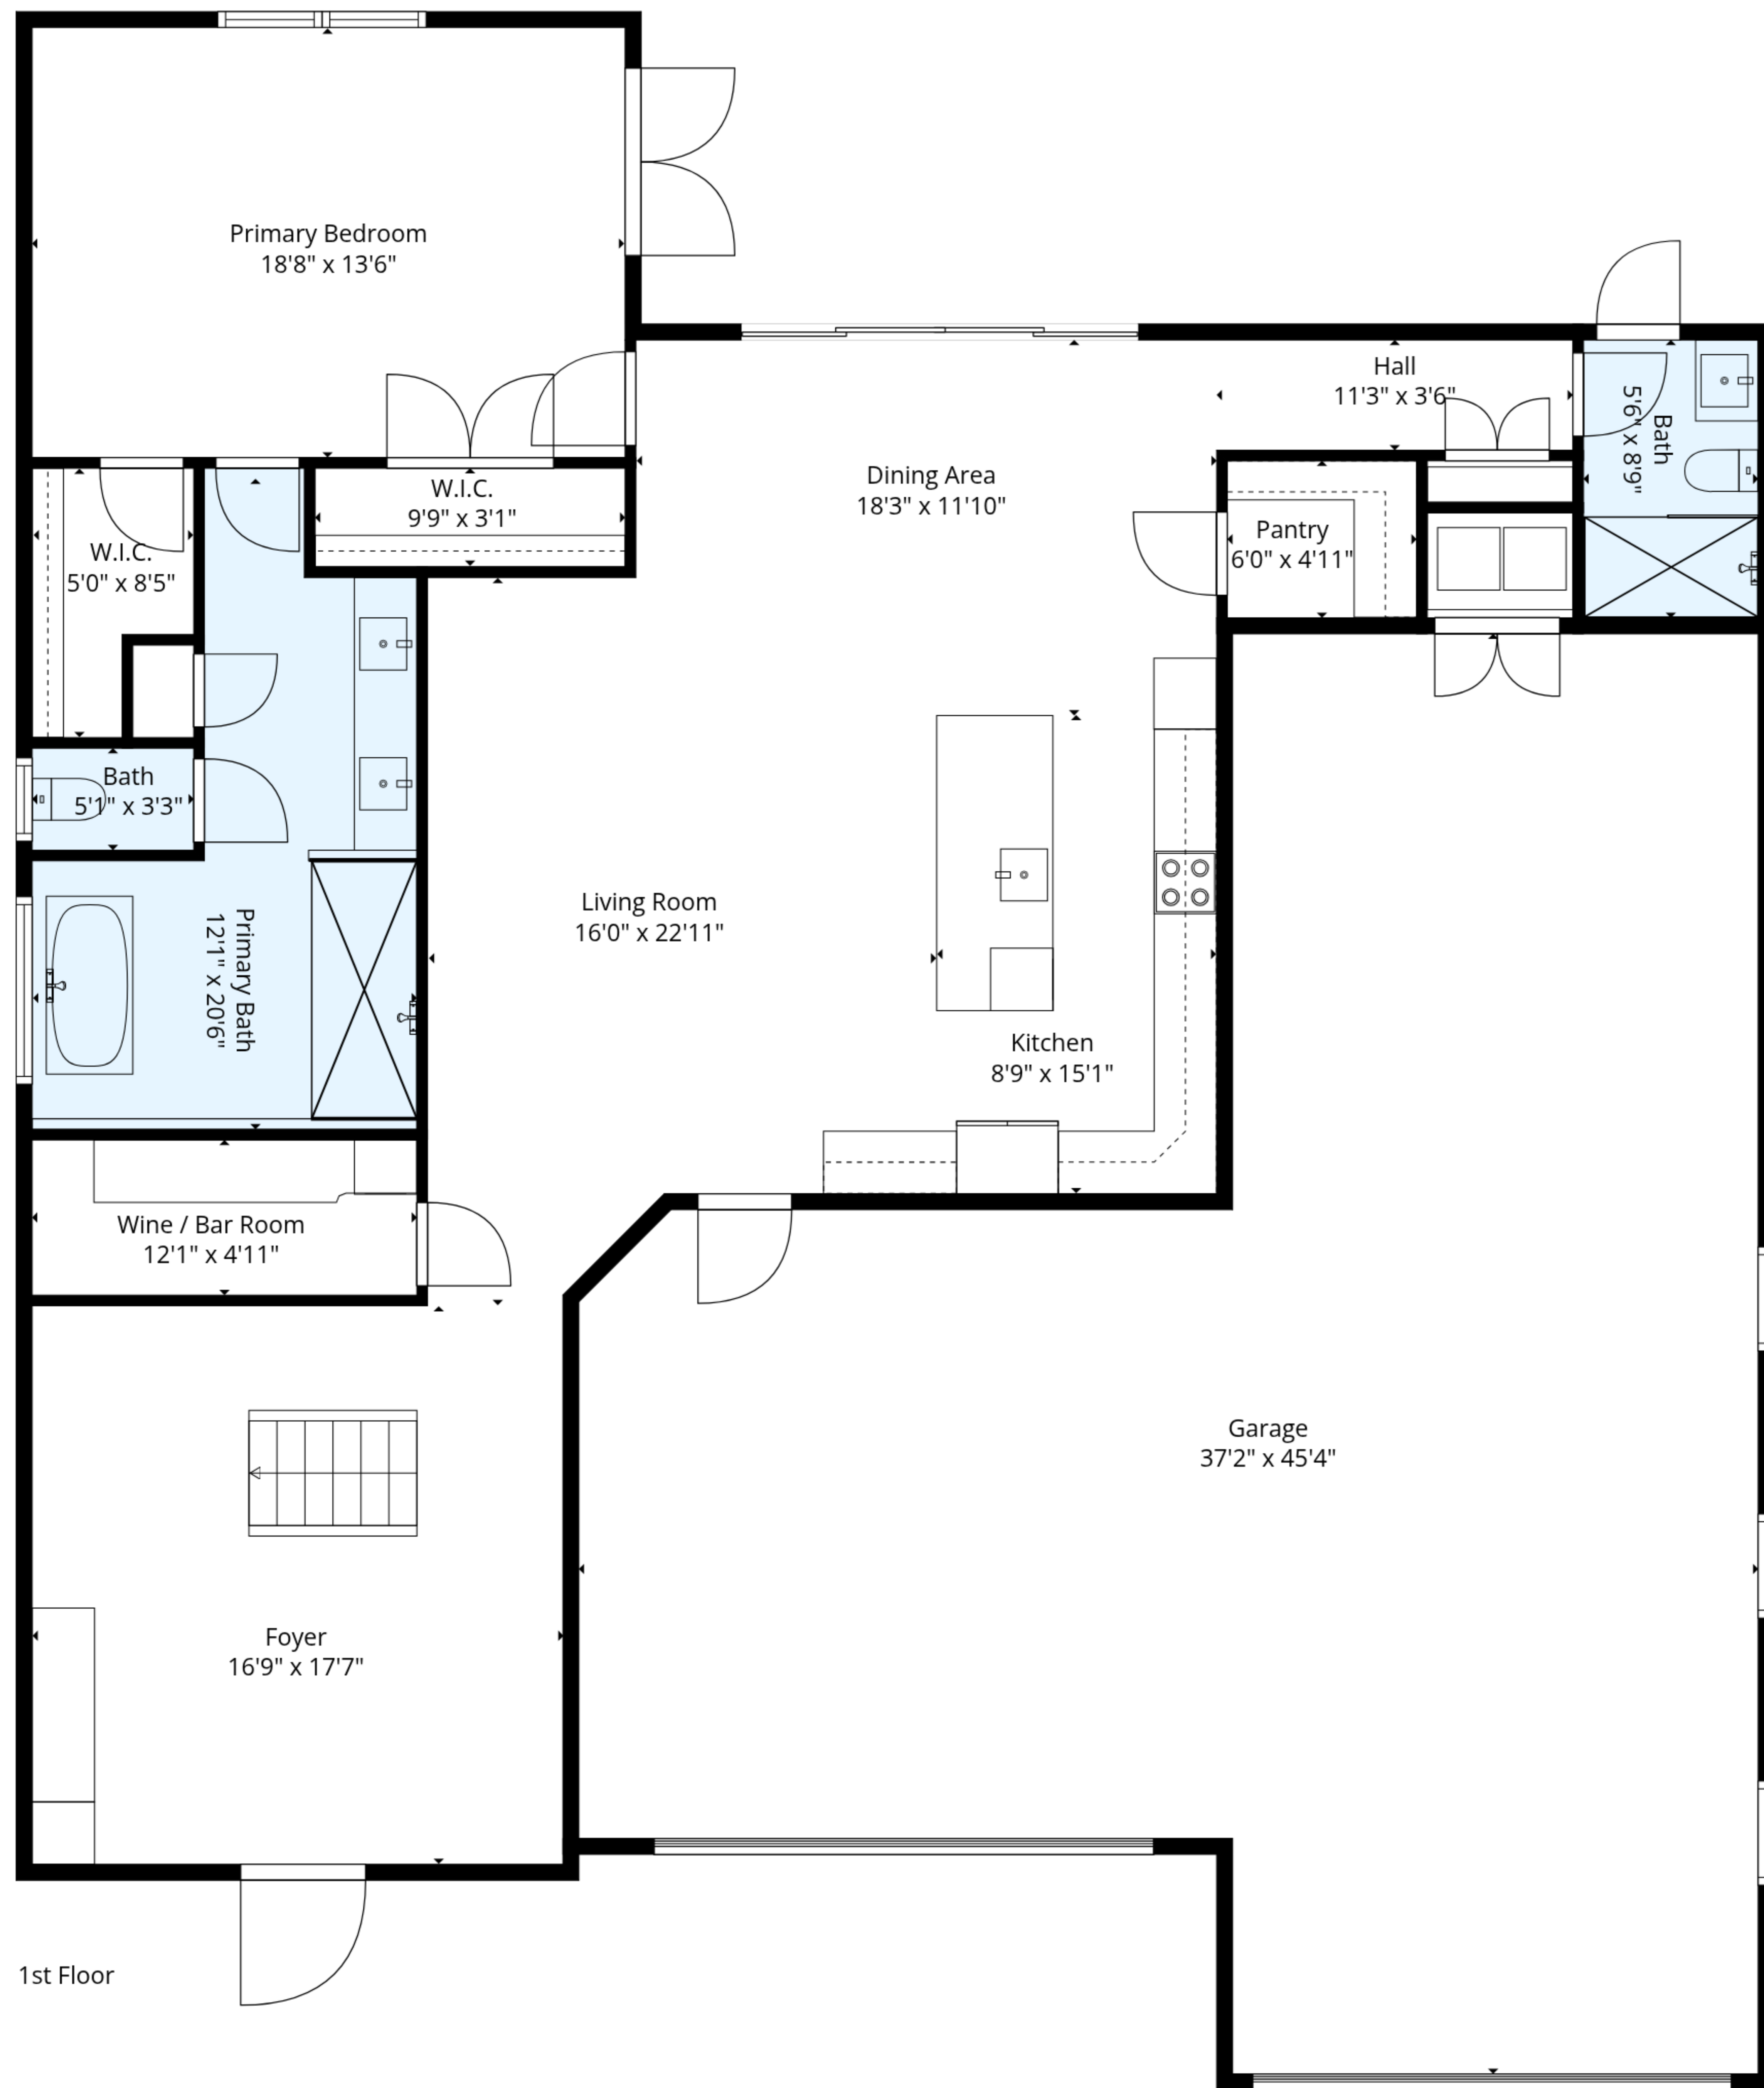 Primary Bedroom
18'8" x 13'6"
Hall
11'3" x 3'6"
Bath
5'6" x 8'9"
Dining Area
18'3" x 11'10"
W.I.C.
9'9" x 3'1"
Pantry
6'0" x 4'11"
W.I.C.
5'0" x 8'5"
Bath
5'1" x 3'3"
Living Room
16'0" x 22'11"
Primary Bath
12'1" x 20'6"
Kitchen
8'9" x 15'1"
Wine / Bar Room
12'1" x 4'11"
Garage
37'2" x 45'4"
Foyer
16'9" x 17'7"
1st Floor